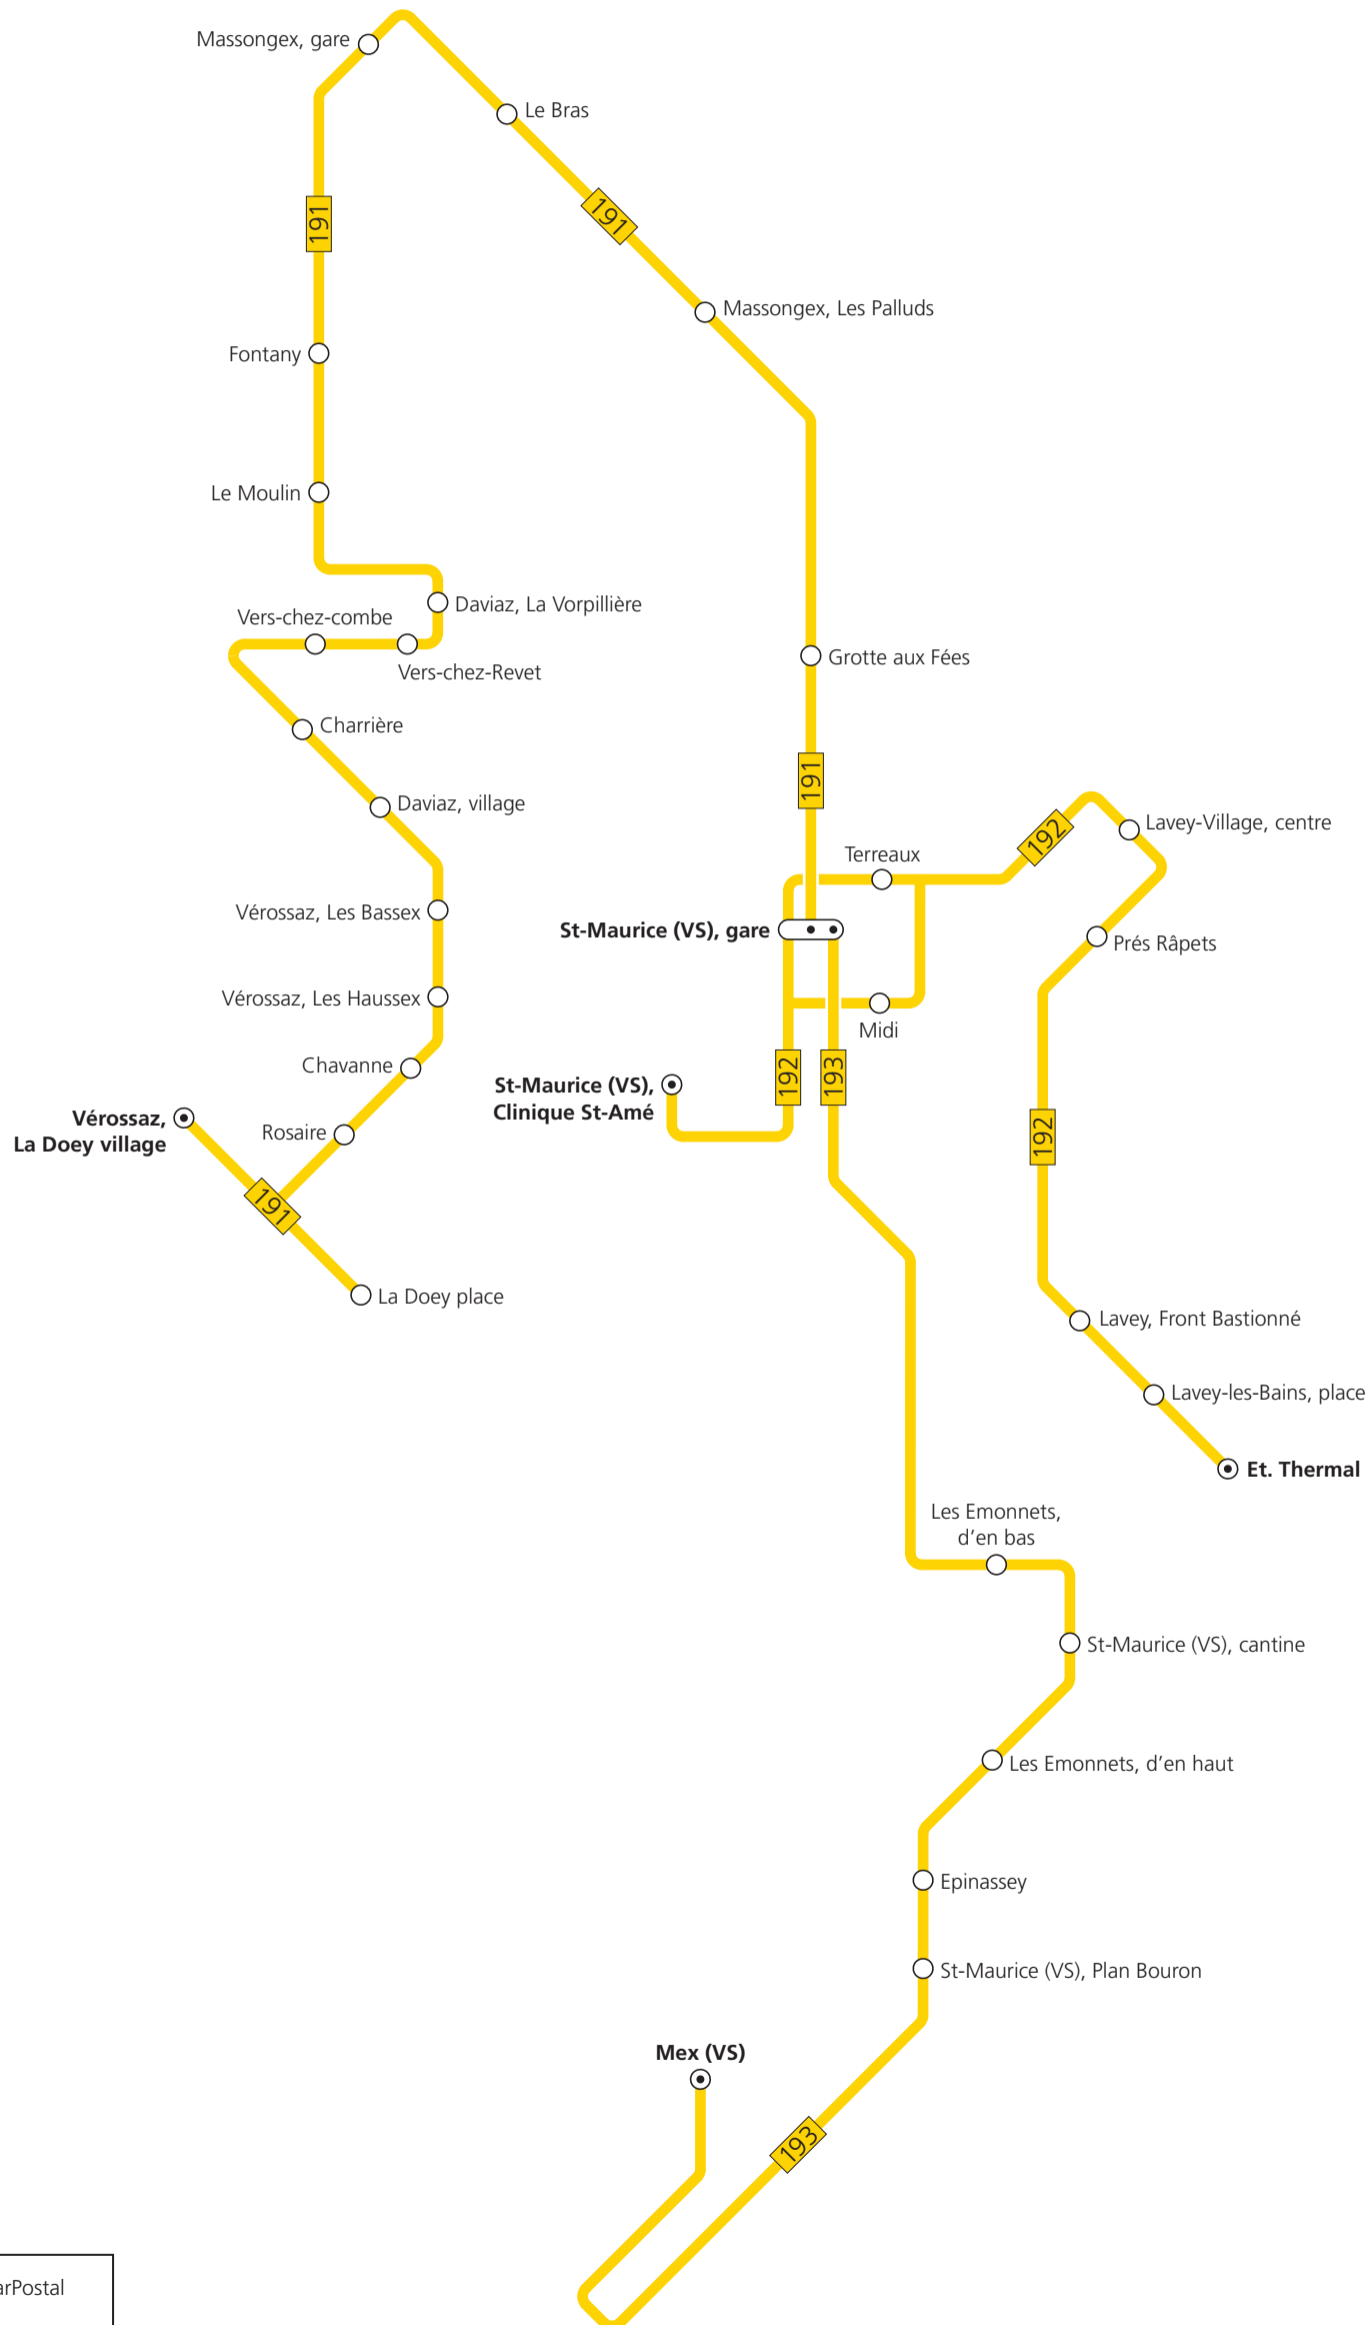 Massongex, gare
Le Bras
191
191
Massongex, Les Palluds
Fontany
Le Moulin
Daviaz, La Vorpillière
Vers-chez-combe
Vers-chez-Revet
Grotte aux Fées
Charrière
191
Daviaz, village
Lavey-Village, centre
192
Terreaux
Vérossaz, Les Bassex
St-Maurice (VS), gare
Prés Râpets
Vérossaz, Les Haussex
Midi
Chavanne
192
193
St-Maurice (VS),
Clinique St-Amé
Vérossaz,
La Doey village
Rosaire
192
191
La Doey place
Lavey, Front Bastionné
Lavey-les-Bains, place
Et. Thermal
Les Emonnets,
d’en bas
St-Maurice (VS), cantine
Les Emonnets, d’en haut
Epinassey
St-Maurice (VS), Plan Bouron
Mex (VS)
193
arPostal